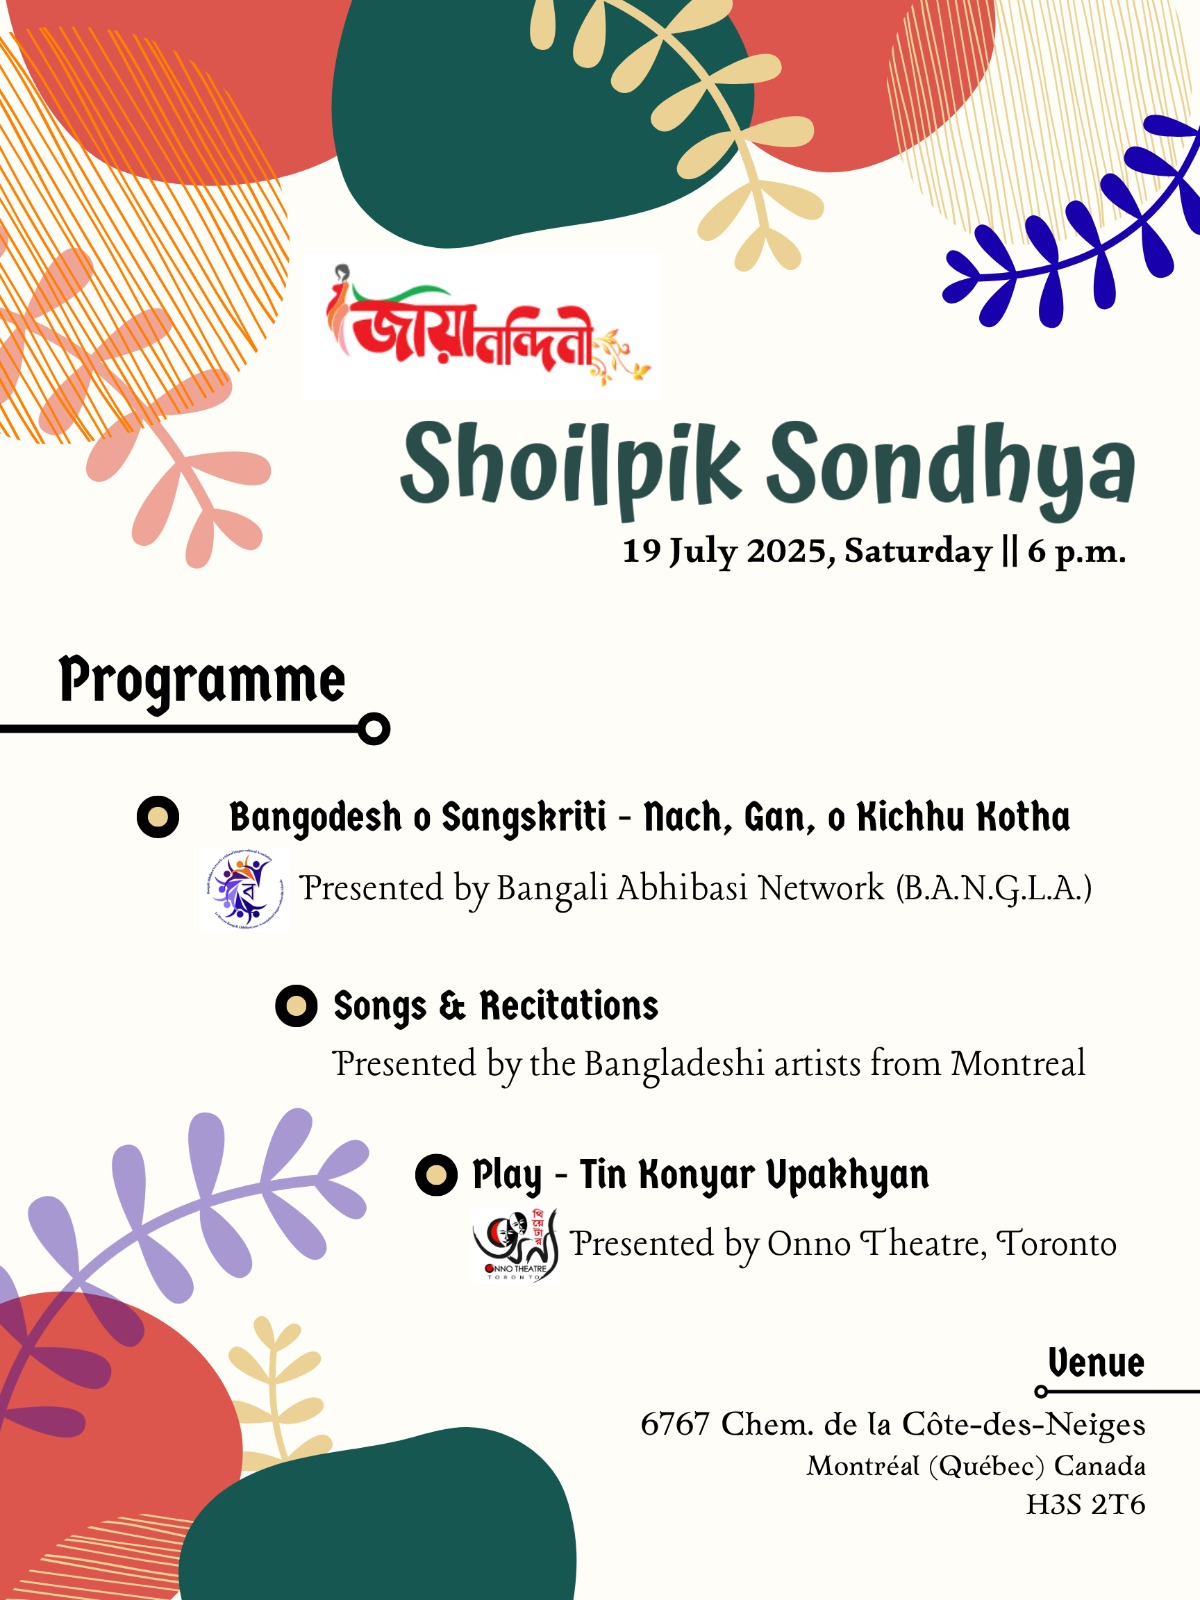 জায়া নন্দিনী
Shoilpik Sondhya
19 July 2025, Saturday || 6 p.m.
Programme
Bangodesh o Sangskriti - Nach, Gan, o Kichhu Kotha
ব
Presented by Bangali Abhibasi Network (B.A.N.G.L.A.)
Songs & Recitations
Presented by the Bangladeshi artists from Montreal
Play - Tin Konyar Upakhyan
অন্য থিয়েটার
ONNO THEATRE
TORONTO
Presented by Onno Theatre, Toronto
Venue
6767 Chem. de la Côte-des-Neiges
Montréal (Québec) Canada
H3S 2T6